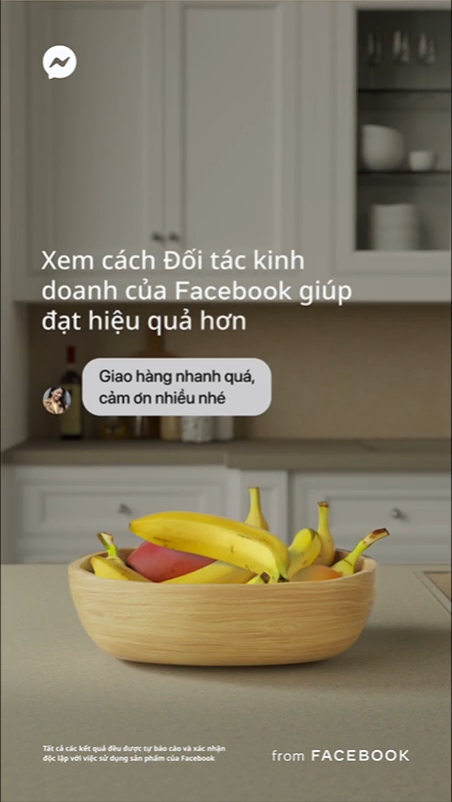 Xem cách Đối tác kinh
doanh của Facebook giúp
đạt hiệu quả hơn
Giao hàng nhanh quá,
cảm ơn nhiều nhé
Tất cả các kết quả đều được tự báo cáo và xác nhận
độc lập với việc sử dụng sản phẩm của Facebook
from FACEBOOK